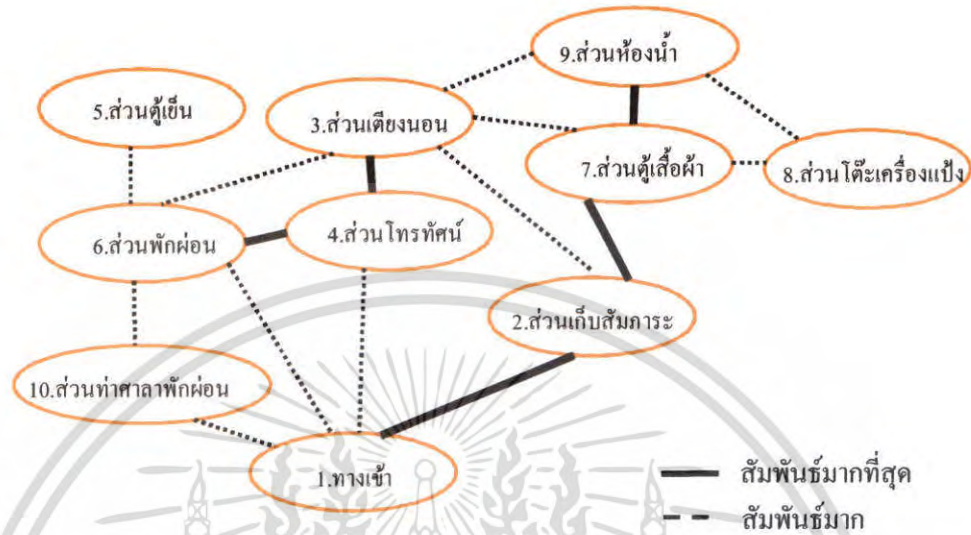 9.ส่วนห้องน้ำ
5.ส่วนตู้เย็น
3.ส่วนเตียงนอน
7.ส่วนตู้เสื้อผ้า
8.ส่วนโต๊ะเครื่องแป้ง
6.ส่วนพักผ่อน
4.ส่วนโทรทัศน์
2.ส่วนเก็บสัมภาระ
10.ส่วนท่าศาลาพักผ่อน
1.ทางเข้า
สัมพันธ์มากที่สุด
สัมพันธ์มาก